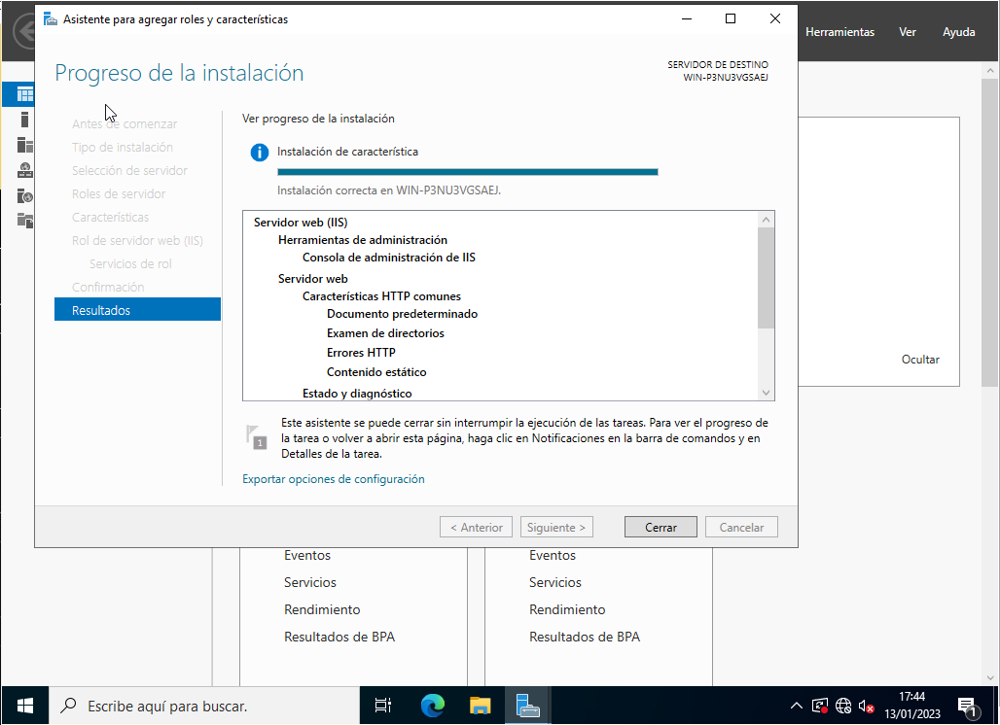 Asistente para agregar roles y características
Herramientas
Ver
Ayuda
Progreso de la instalación
SERVIDOR DE DESTINO
WIN-P3NU3VGSAEJ
Antes de comenzar
Tipo de instalación
Selección de servidor
Roles de servidor
Características
Rol de servidor web (IIS)
Servicios de rol
Confirmación
Resultados
Ver progreso de la instalación
Instalación de característica
Instalación correcta en WIN-P3NU3VGSAEJ.
Servidor web (IIS)
Herramientas de administración
Consola de administración de IIS
Servidor web
Características HTTP comunes
Documento predeterminado
Examen de directorios
Errores HTTP
Contenido estático
Estado y diagnóstico
1
Este asistente se puede cerrar sin interrumpir la ejecución de las tareas. Para ver el progreso de
la tarea o volver a abrir esta página, haga clic en Notificaciones en la barra de comandos y en
Detalles de la tarea.
Exportar opciones de configuración
< Anterior
Siguiente >
Cerrar
Cancelar
Ocultar
Eventos
Servicios
Rendimiento
Resultados de BPA
Eventos
Servicios
Rendimiento
Resultados de BPA
Escribe aquí para buscar.
17:44
13/01/2023
1